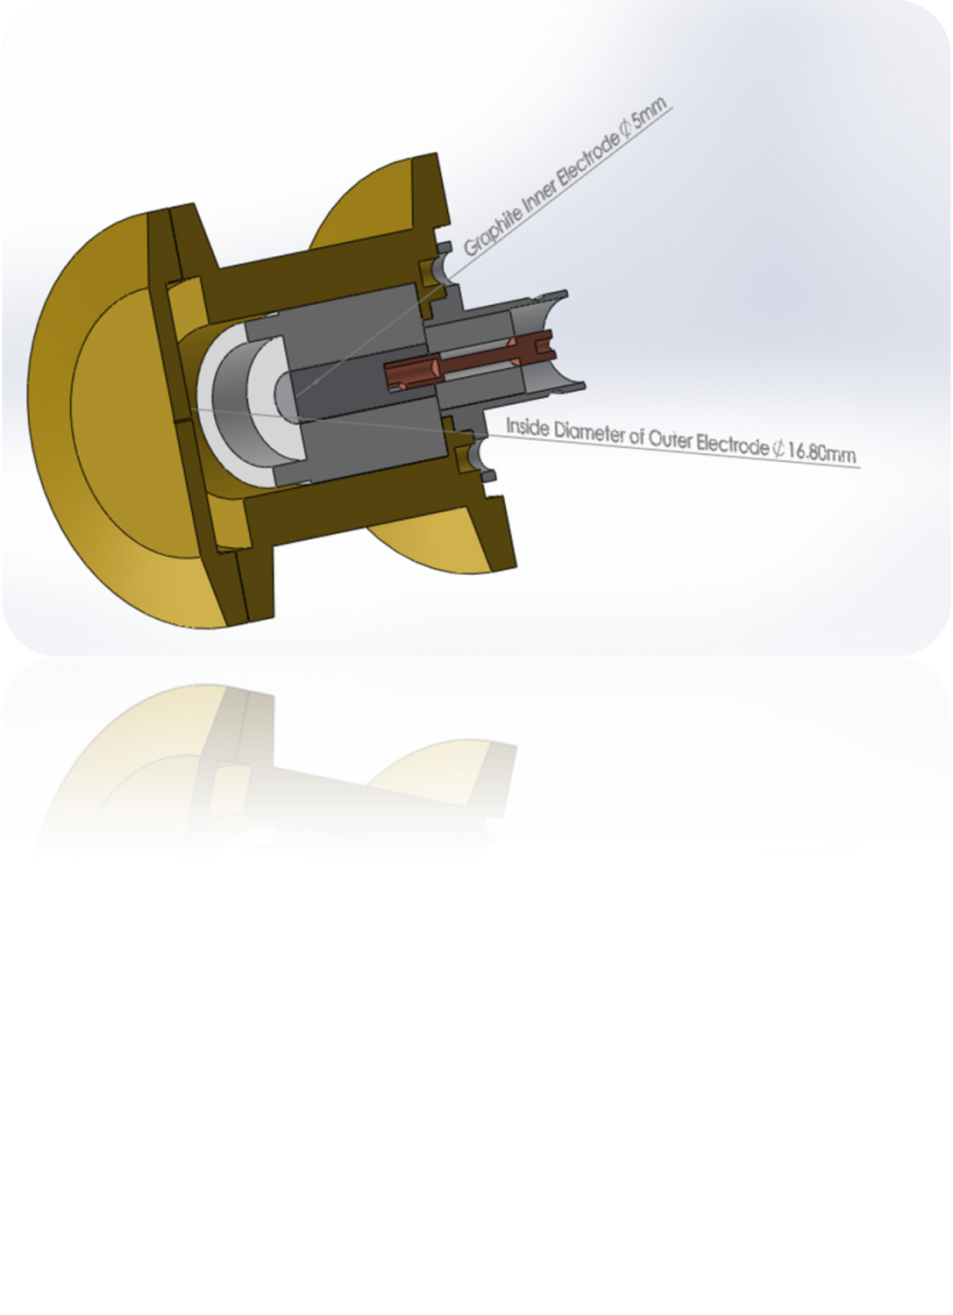 Graphite Inner Electrode ⌀ 5mm
Inside Diameter of Outer Electrode ⌀ 16.80mm